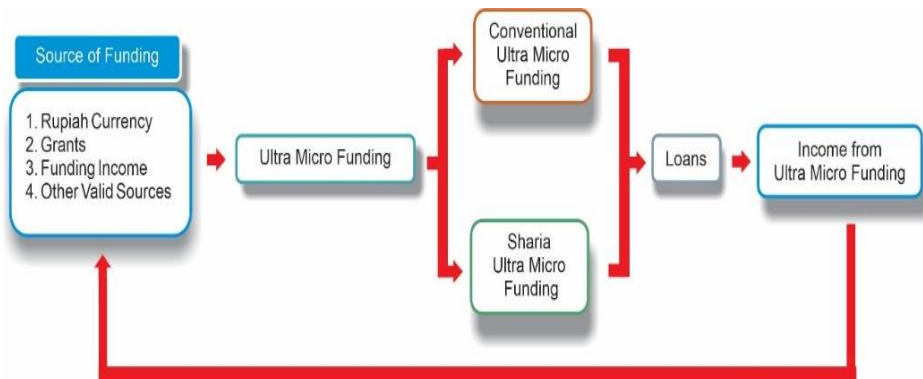 Source of Funding
1. Rupiah Currency
2. Grants
3. Funding Income
4. Other Valid Sources
Ultra Micro Funding
Conventional
Ultra Micro
Funding
Sharia
Ultra Micro
Funding
Loans
Income from
Ultra Micro Funding